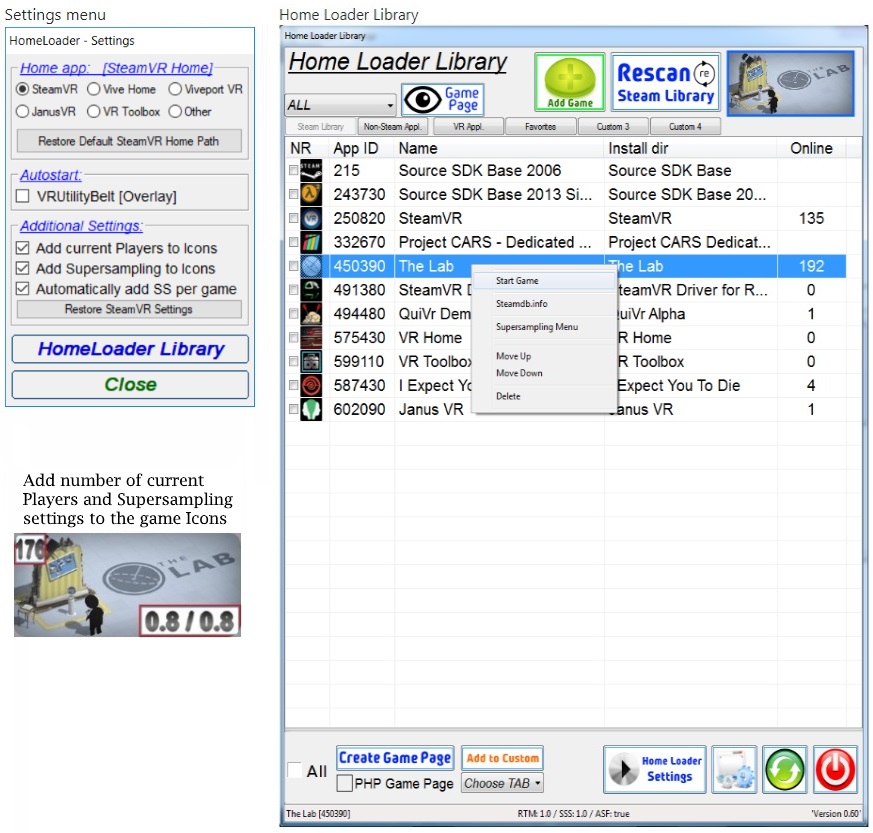 Settings menu
HomeLoader - Settings
Home app: [SteamVR Home]
SteamVR Vive Home Viveport VR
JanusVR VR Toolbox Other
Restore Default SteamVR Home Path
Autostart:
VRUtilityBelt [Overlay]
Additional Settings:
Add current Players to Icons
Add Supersampling to Icons
Automatically add SS per game
Restore SteamVR Settings
HomeLoader Library
Close
Add number of current
Players and Supersampling
settings to the game Icons
176
THE LAB
0.8 / 0.8
Home Loader Library
Home Loader Library
Home Loader Library
ALL
Game
Page
Add Game
Rescan re
Steam Library
THE LAB
Steam Library Non-Steam Appl. VR Appl. Favorites Custom 3 Custom 4
NR App ID Name Install dir Online
215 Source SDK Base 2006 Source SDK Base
243730 Source SDK Base 2013 Si... Source SDK Base 20...
250820 SteamVR SteamVR 135
332670 Project CARS - Dedicated ... Project CARS Dedicat...
450390 The Lab The Lab 192
491380 SteamVR D teamVR Driver for R... 0
494480 QuiVr Dem uiVr Alpha 1
575430 VR Home R Home 0
599110 VR Toolbox R Toolbox 0
587430 I Expect Yo Expect You To Die 4
602090 Janus VR anus VR 1
Start Game
Steamdb.info
Supersampling Menu
Move Up
Move Down
Delete
All
Create Game Page
Add to Custom
PHP Game Page
Choose TAB
Home Loader
Settings
The Lab [450390] RTM: 1.0 / SSS: 1.0 / ASF: true 'Version 0.60'